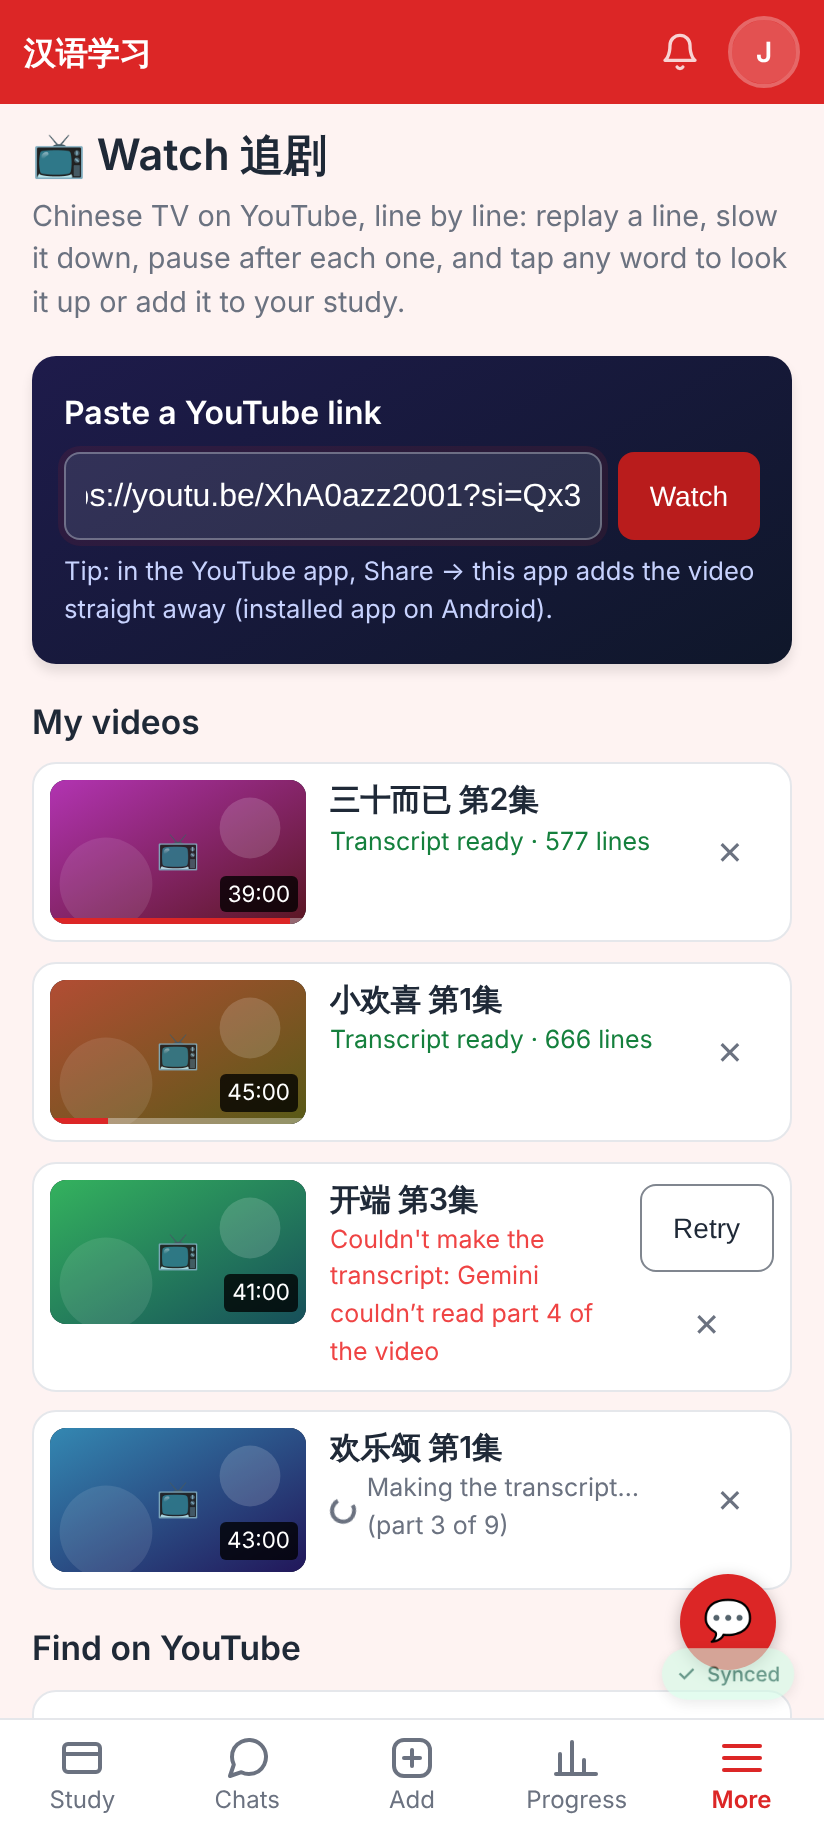 汉语学习
J
Watch 追剧
Chinese TV on YouTube, line by line: replay a line, slow
it down, pause after each one, and tap any word to look
it up or add it to your study.
Paste a YouTube link
s://youtu.be/XhA0azz2001?si=Qx3
Watch
Tip: in the YouTube app, Share → this app adds the video
straight away (installed app on Android).
My videos
三十而已 第2集
Transcript ready · 577 lines
39:00
小欢喜 第1集
Transcript ready · 666 lines
45:00
开端 第3集
Couldn't make the
transcript: Gemini
couldn’t read part 4 of
the video
Retry
41:00
欢乐颂 第1集
Making the transcript…
(part 3 of 9)
43:00
Find on YouTube
Synced
Study
Chats
Add
Progress
More